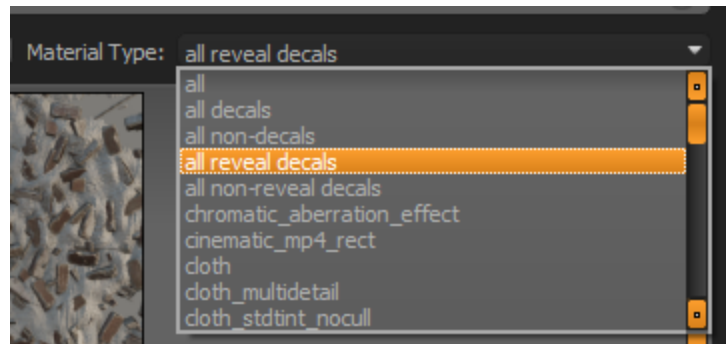 Material Type: all reveal decals
all
all decals
all non-decals
all reveal decals
all non-reveal decals
chromatic_aberration_effect
cinematic_mp4_rect
cloth
cloth_multidetail
cloth_stdtint_nocull